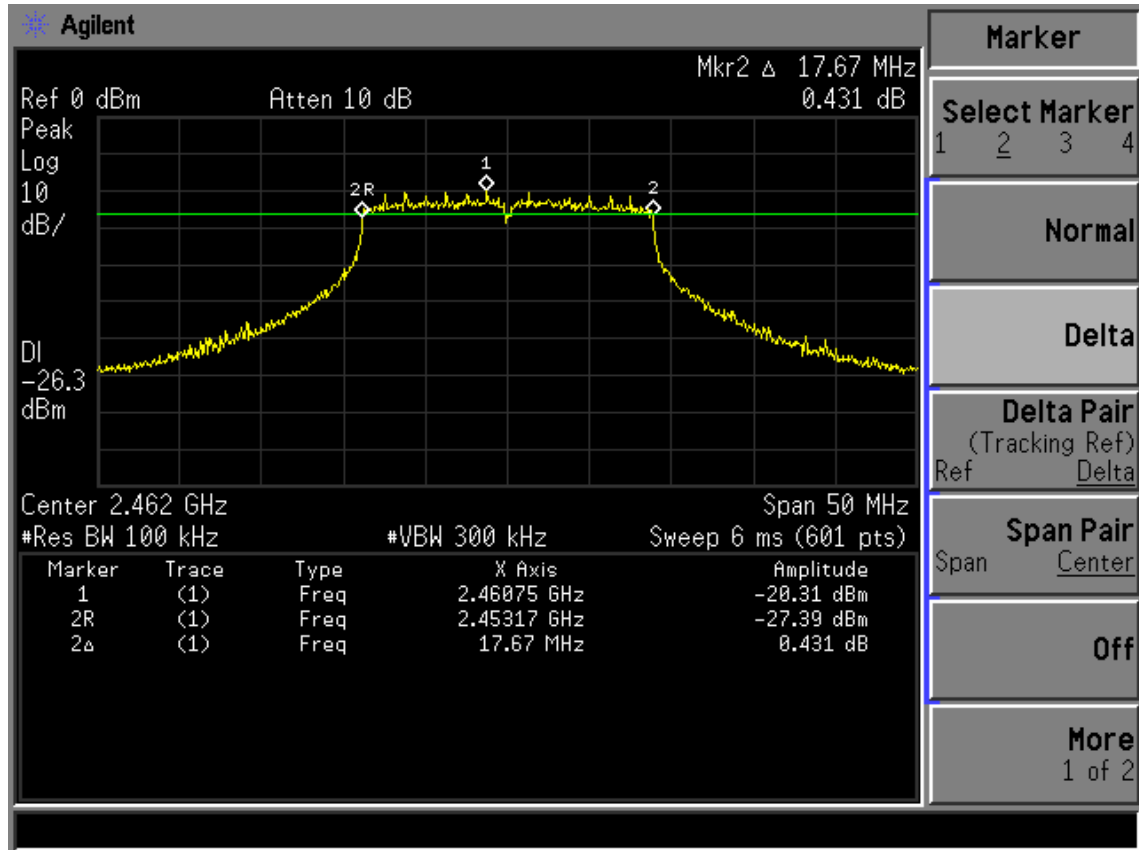 Agilent
Mkr2 Δ 17.67 MHz
Ref 0 dBm Atten 10 dB 0.431 dB
Peak
Log
10
dB/
1
2R
2
DI
-26.3
dBm
Center 2.462 GHz Span 50 MHz
#Res BW 100 kHz #VBW 300 kHz Sweep 6 ms (601 pts)
Marker Trace Type X Axis Amplitude
1 (1) Freq 2.46075 GHz -20.31 dBm
2R (1) Freq 2.45317 GHz -27.39 dBm
2Δ (1) Freq 17.67 MHz 0.431 dB
Marker
Select Marker
1 2 3 4
Normal
Delta
Delta Pair
(Tracking Ref)
Ref Delta
Span Pair
Span Center
Off
More
1 of 2